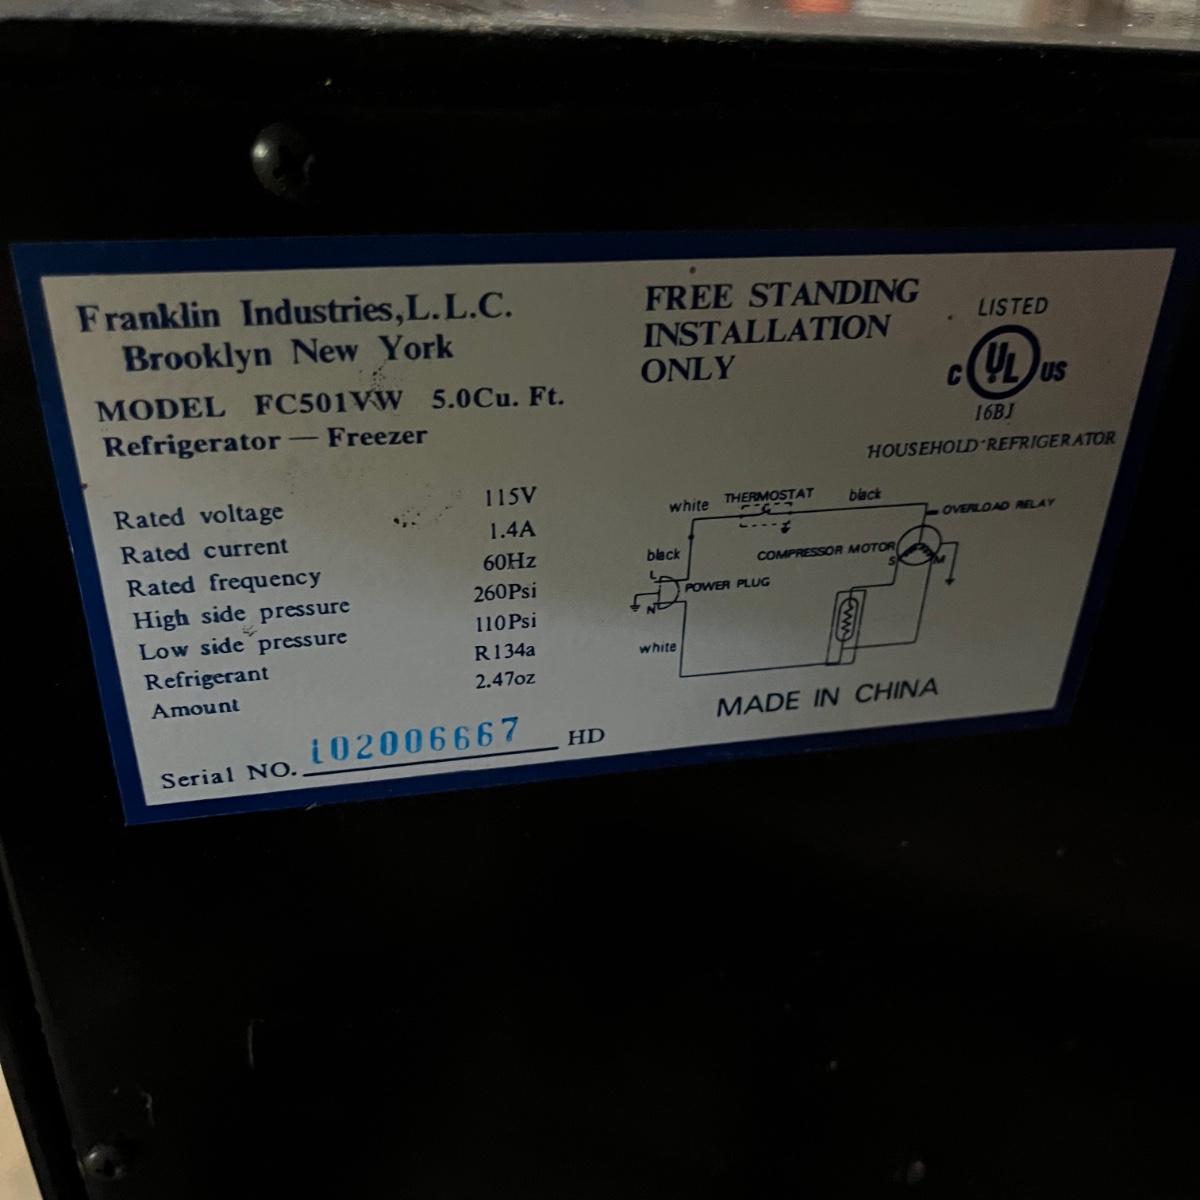 Franklin Industries,L.L.C.
Brooklyn New York
MODEL FC501VW 5.0Cu. Ft.
Refrigerator — Freezer
FREE STANDING
INSTALLATION
ONLY
LISTED
C UL US
16BJ
HOUSEHOLD REFRIGERATOR
Rated voltage 115V
Rated current 1.4A
Rated frequency 60Hz
High side pressure 260Psi
Low side pressure 110Psi
Refrigerant R134a
Amount 2.47oz
Serial NO. 102006667 HD
white THERMOSTAT black
OVERLOAD RELAY
black
COMPRESSOR MOTOR
S M
L
POWER PLUG
N
white
MADE IN CHINA